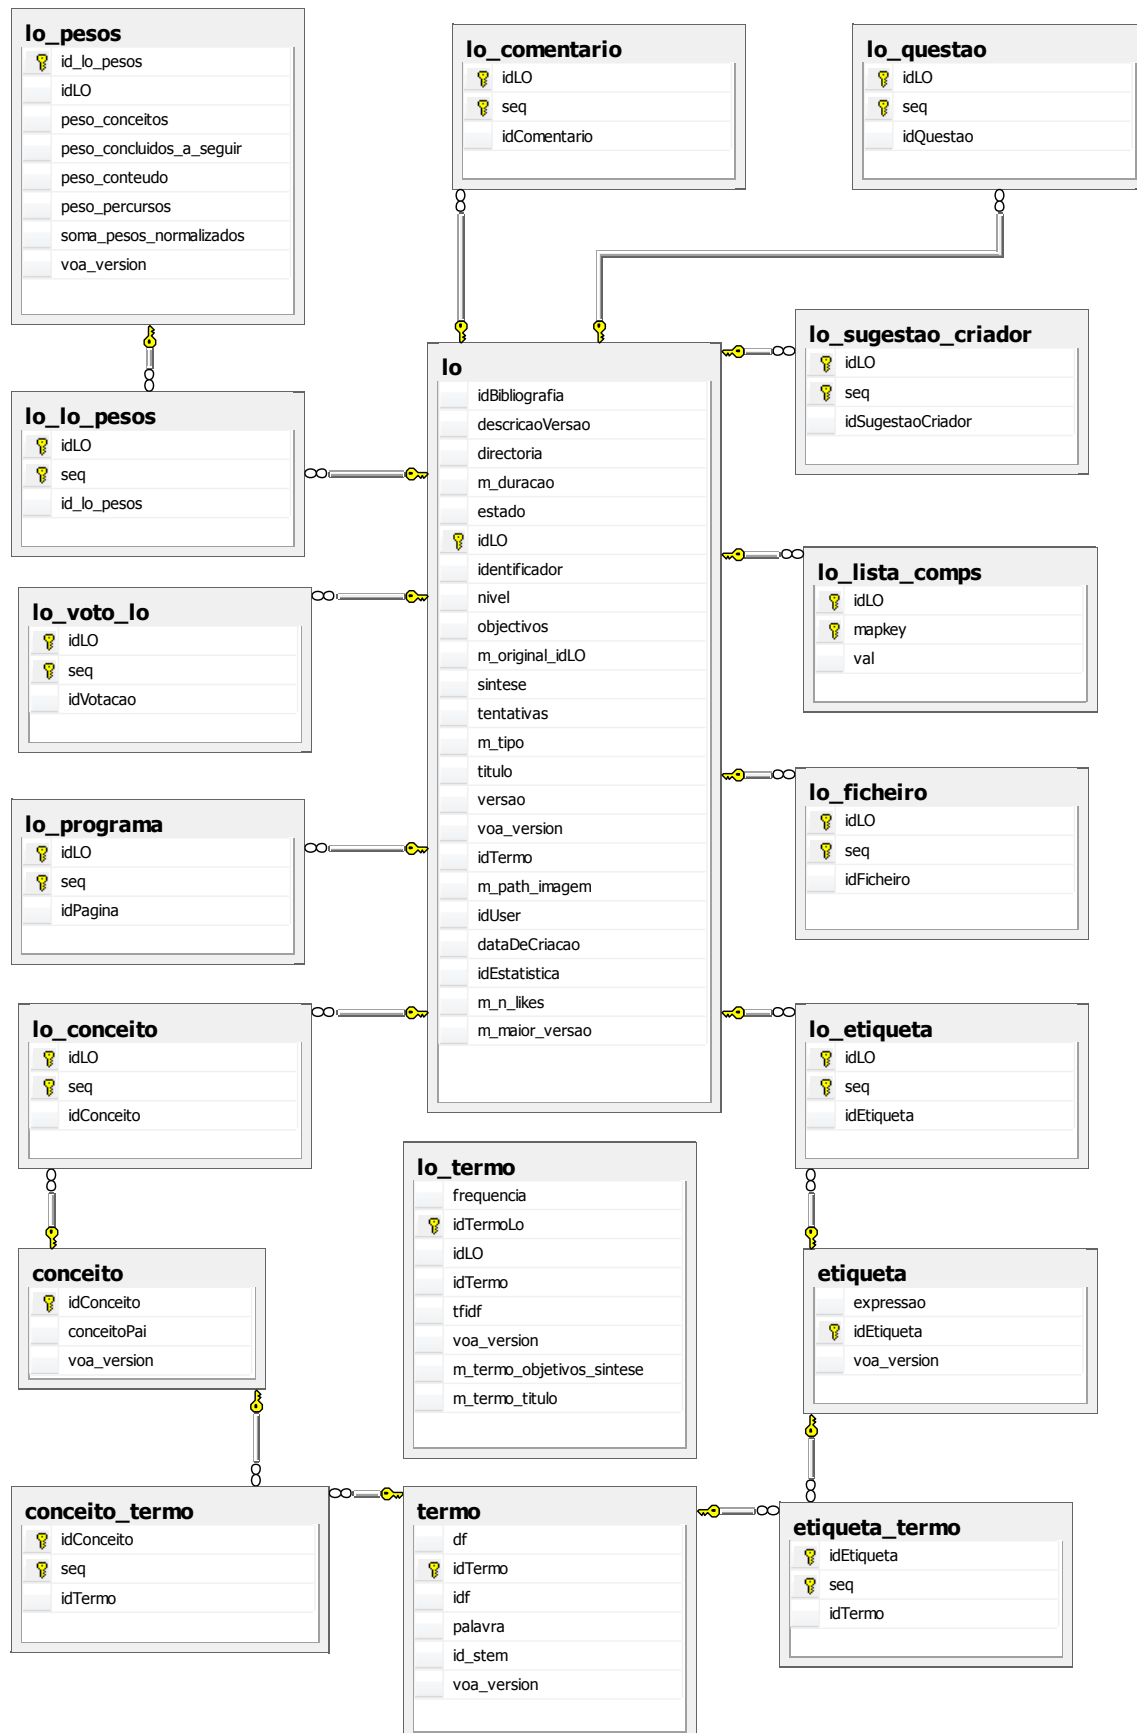 lo_pesos
id_lo_pesos
idLO
peso_conceitos
peso_concluidos_a_seguir
peso_conteudo
peso_percursos
soma_pesos_normalizados
voa_version
lo_comentario
idLO
seq
idComentario
lo_questao
idLO
seq
idQuestao
lo_lo_pesos
idLO
seq
id_lo_pesos
lo_voto_lo
idLO
seq
idVotacao
lo_programa
idLO
seq
idPagina
lo_conceito
idLO
seq
idConceito
conceito
idConceito
conceitoPai
voa_version
conceito_termo
idConceito
seq
idTermo
lo
idBibliografia
descricaoVersao
directoria
m_duracao
estado
idLO
identificador
nivel
objectivos
m_original_idLO
sintese
tentativas
m_tipo
titulo
versao
voa_version
idTermo
m_path_imagem
idUser
dataDeCriacao
idEstatistica
m_n_likes
m_maior_versao
lo_termo
frequencia
idTermoLo
idLO
idTermo
tfidf
voa_version
m_termo_objetivos_sintese
m_termo_titulo
termo
df
idTermo
idf
palavra
id_stem
voa_version
lo_sugestao_criador
idLO
seq
idSugestaoCriador
lo_lista_comps
idLO
mapkey
val
lo_ficheiro
idLO
seq
idFicheiro
lo_etiqueta
idLO
seq
idEtiqueta
etiqueta
expressao
idEtiqueta
voa_version
etiqueta_termo
idEtiqueta
seq
idTermo